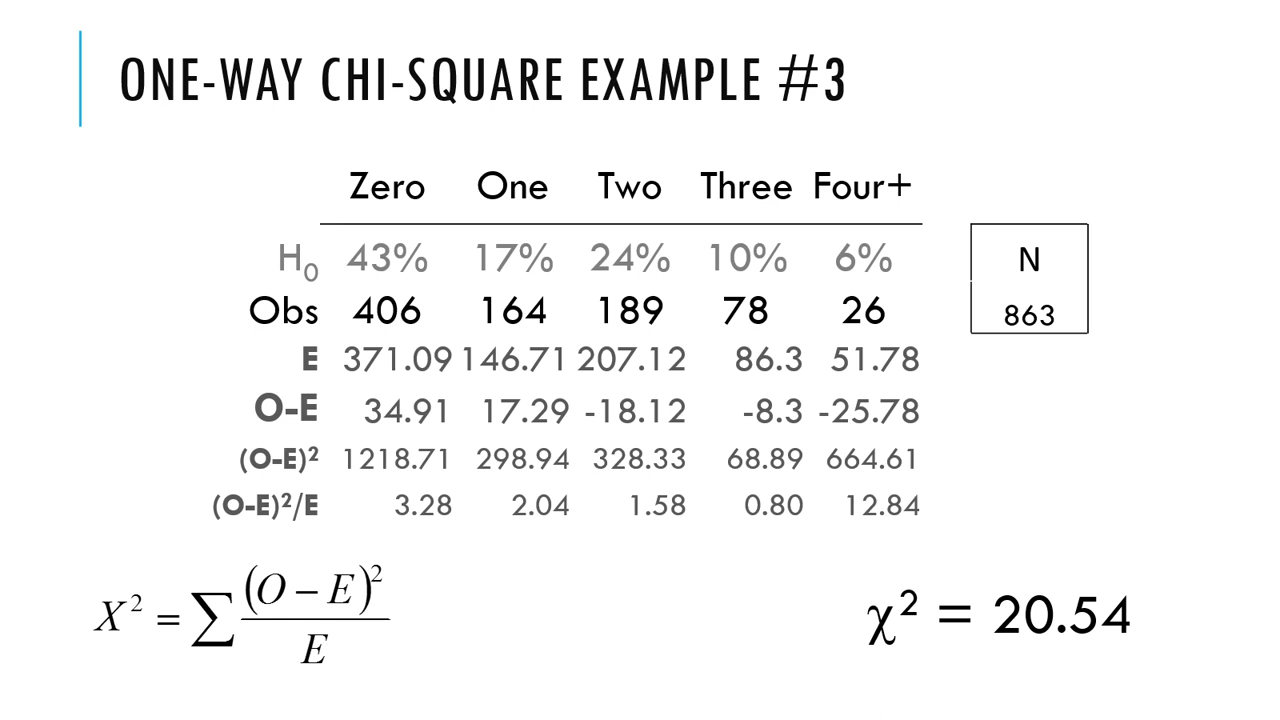 ONE-WAY CHI-SQUARE EXAMPLE #3
Zero One Two Three Four+
H₀ 43% 17% 24% 10% 6%
Obs 406 164 189 78 26
E 371.09 146.71 207.12 86.3 51.78
O-E 34.91 17.29 -18.12 -8.3 -25.78
(O-E)² 1218.71 298.94 328.33 68.89 664.61
(O-E)²/E 3.28 2.04 1.58 0.80 12.84
N
863
X² = ∑ (O − E)² / E
χ² = 20.54